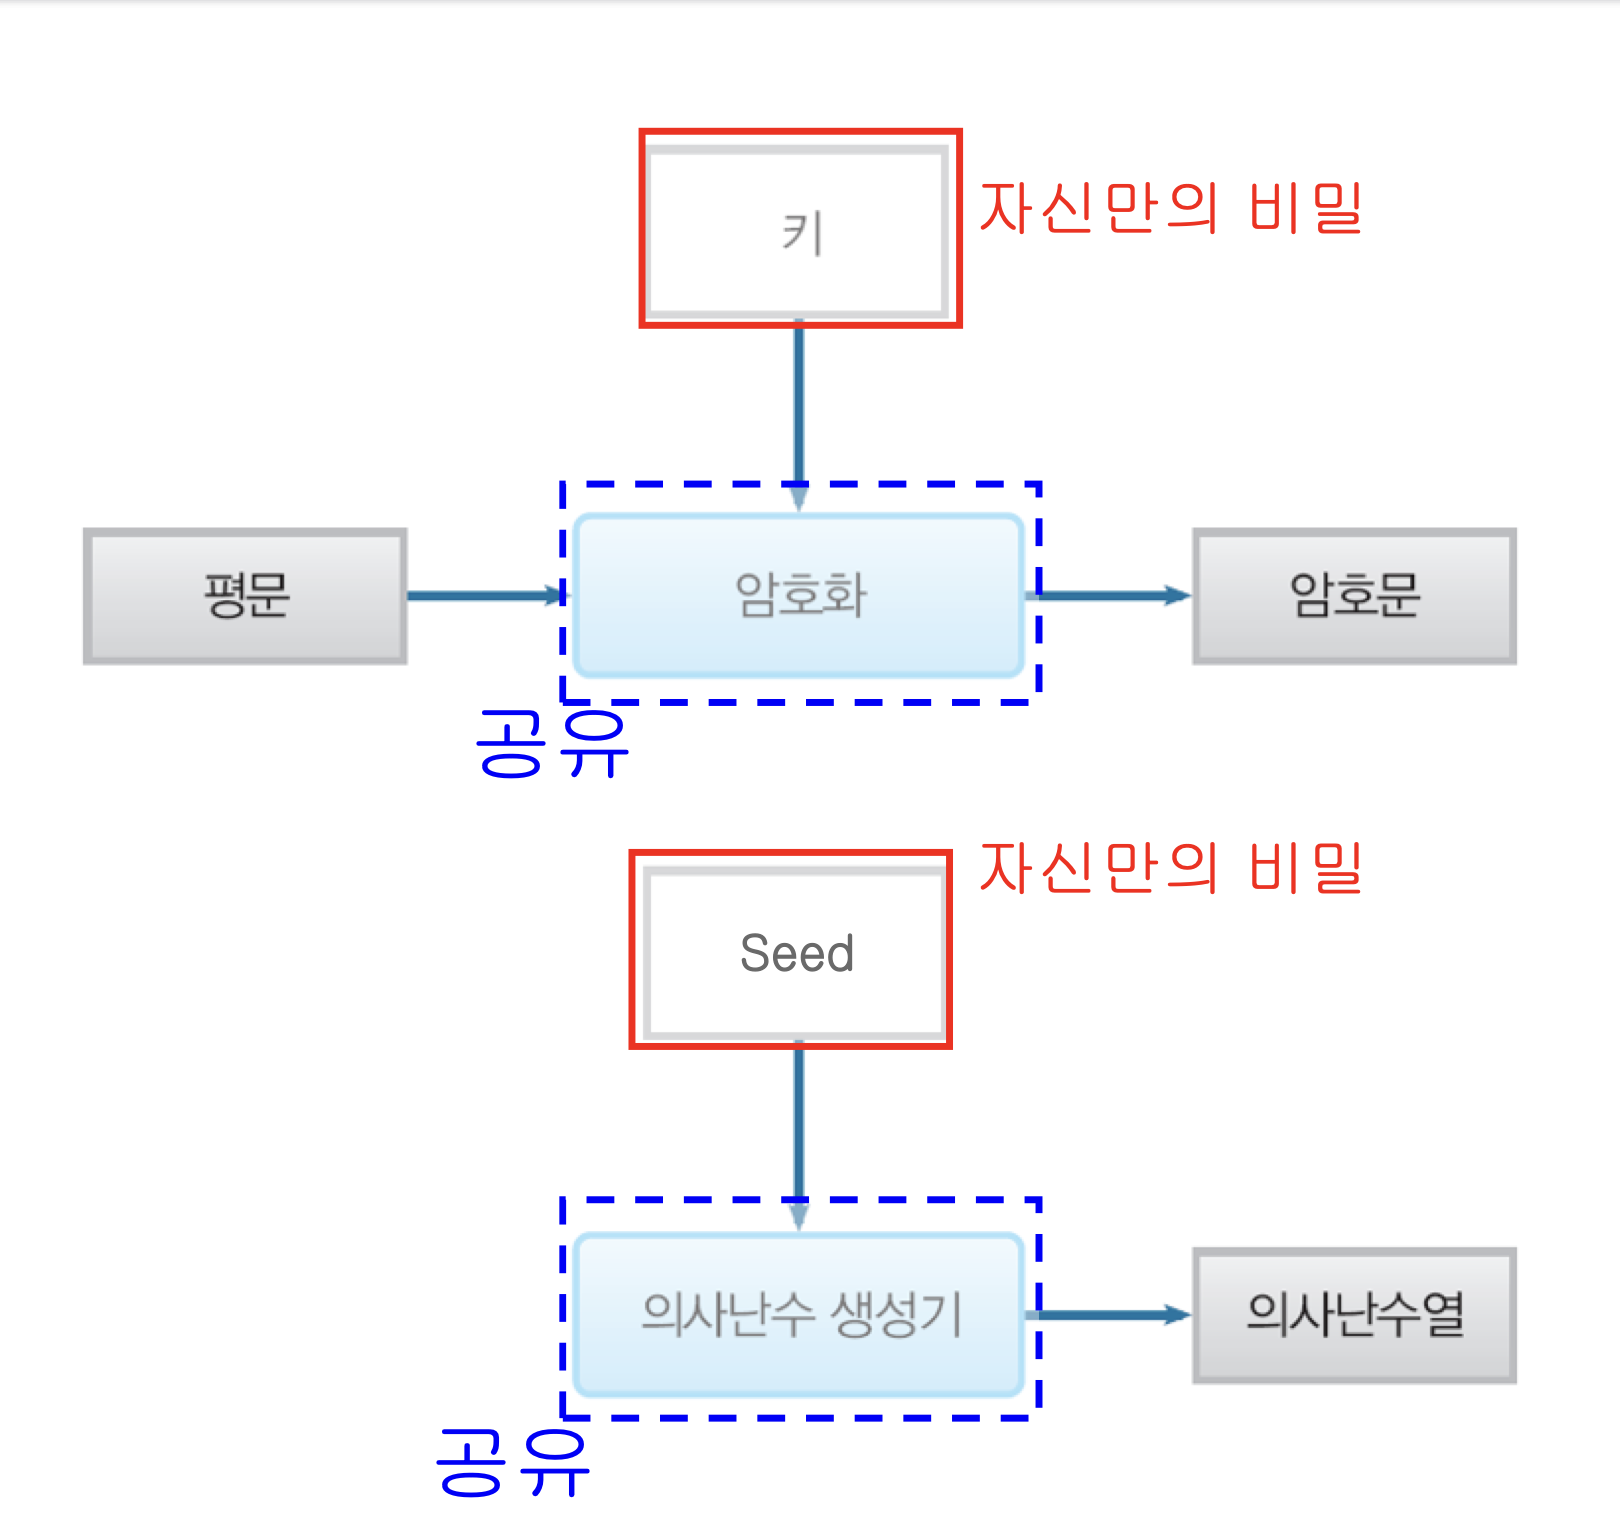 키
자신만의 비밀
평문
암호화
암호문
공유
자신만의 비밀
Seed
의사난수 생성기
의사난수열
공유